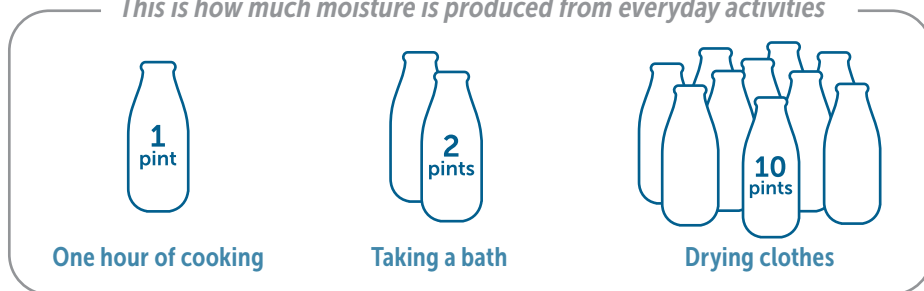 This is how much moisture is produced from everyday activities
1
pint
2
pints
10
pints
One hour of cooking
Taking a bath
Drying clothes